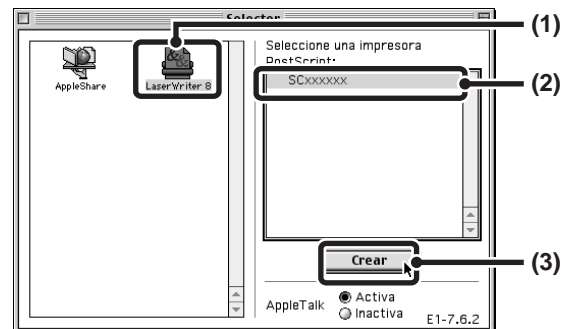 Selector
(1)
Seleccione una impresora
PostScript:
AppleShare
LaserWriter 8
SCxxxxxx
(2)
Crear
(3)
AppleTalk
Activa
Inactiva
E1-7.6.2